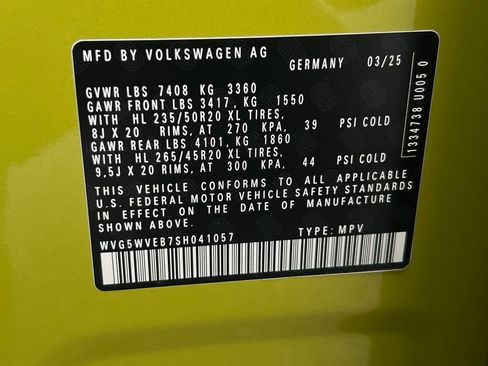 MFD BY VOLKSWAGEN AG
GERMANY 03/25
GVWR LBS 7408 KG 3360
GAWR FRONT LBS 3417, KG 1550
WITH HL 235/50R20 XL TIRES,
8J X 20 RIMS, AT 270 KPA, 39 PSI COLD
GAWR REAR LBS 4101, KG 1860
WITH HL 265/45R20 XL TIRES,
9,5J X 20 RIMS, AT 300 KPA, 44 PSI COLD
THIS VEHICLE CONFORMS TO ALL APPLICABLE
U.S. FEDERAL MOTOR VEHICLE SAFETY STANDARDS
IN EFFECT ON THE DATE OF MANUFACTURE
SHOWN ABOVE.
WVG5WVEB7SH041057 TYPE: MPV
1334738 U005 0